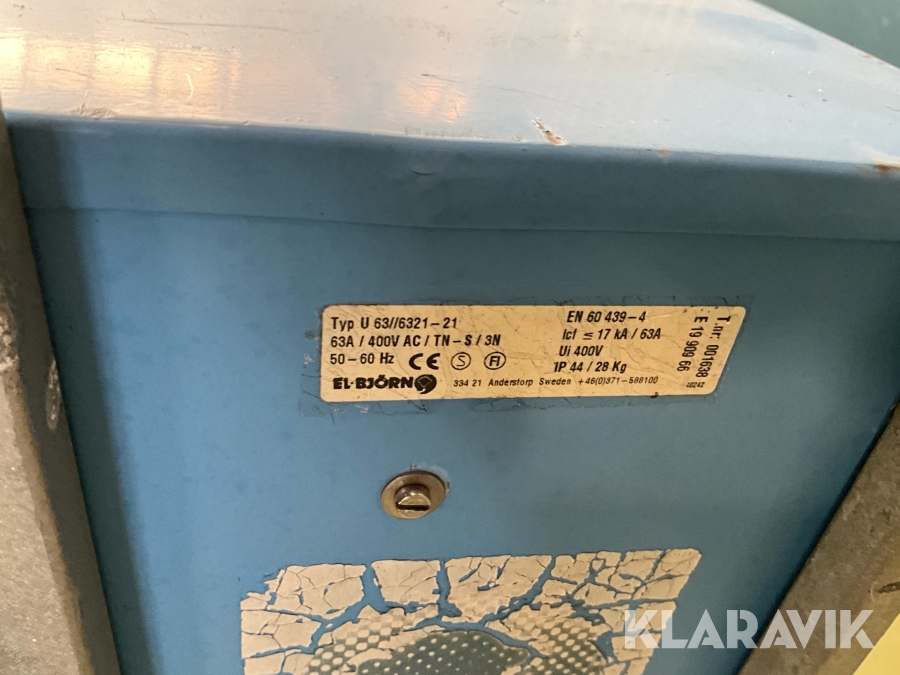 Typ U 63//6321-21
63A / 400V AC / TN-S / 3N
50-60 Hz CE S FI
EL-BJÖRN
EN 60 439-4
Icf ≤ 17 kA / 63A
Ui 400V
IP 44 / 28 Kg
334 21 Anderstorp Sweden +46(0)371-588100
T.nr: 001638
E 19 909 66
KLARAVIK